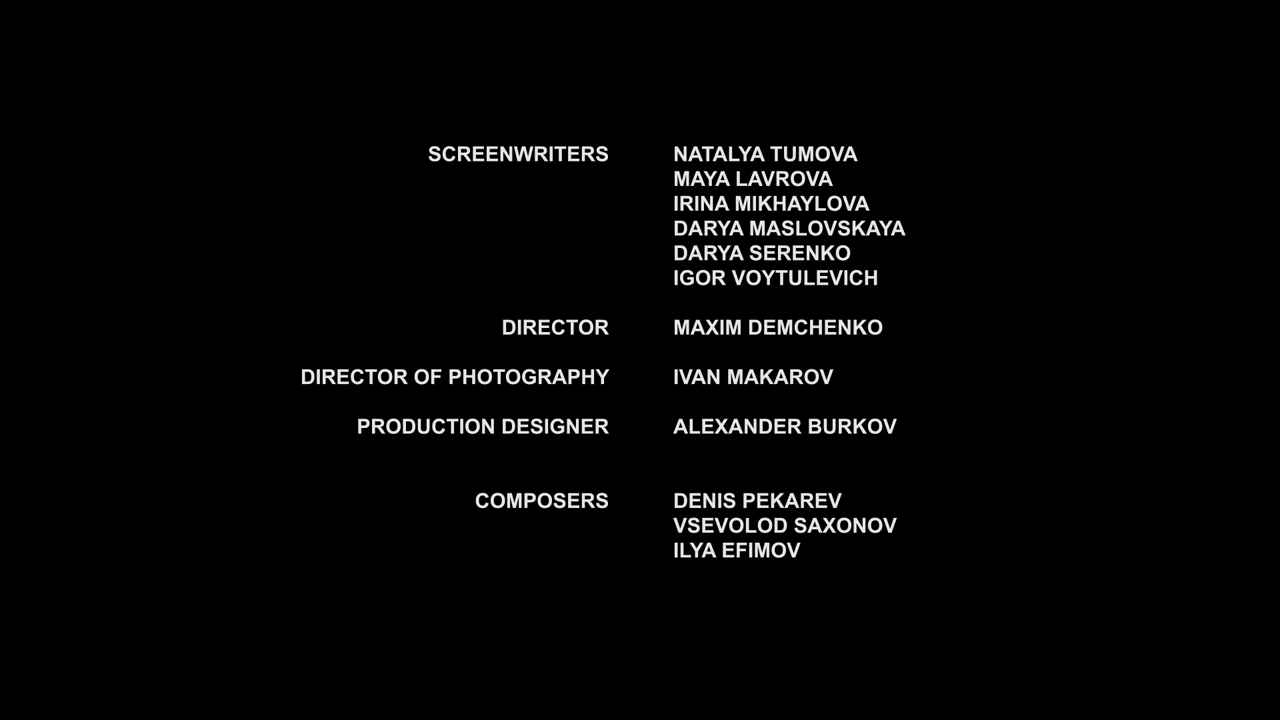 SCREENWRITERS NATALYA TUMOVA
MAYA LAVROVA
IRINA MIKHAYLOVA
DARYA MASLOVSKAYA
DARYA SERENKO
IGOR VOYTULEVICH
DIRECTOR MAXIM DEMCHENKO
DIRECTOR OF PHOTOGRAPHY IVAN MAKAROV
PRODUCTION DESIGNER ALEXANDER BURKOV
COMPOSERS DENIS PEKAREV
VSEVOLOD SAXONOV
ILYA EFIMOV